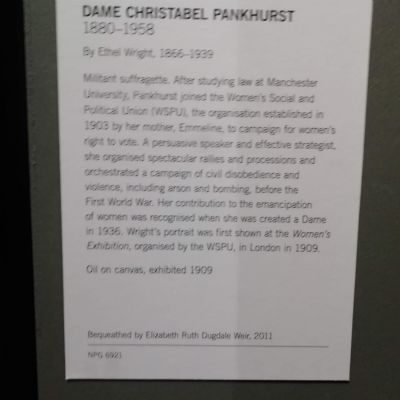 DAME CHRISTABEL PANKHURST
1880–1958
By Ethel Wright, 1866–1939
Militant suffragette. After studying law at Manchester
University, Pankhurst joined the Women's Social and
Political Union (WSPU), the organisation established in
1903 by her mother, Emmeline, to campaign for women's
right to vote. A persuasive speaker and effective strategist,
she organised spectacular rallies and processions and
orchestrated a campaign of civil disobedience and
violence, including arson and bombing, before the
First World War. Her contribution to the emancipation
of women was recognised when she was created a Dame
in 1936. Wright's portrait was first shown at the Women's
Exhibition, organised by the WSPU, in London in 1909.
Oil on canvas, exhibited 1909
Bequeathed by Elizabeth Ruth Dugdale Weir, 2011
NPG 6921